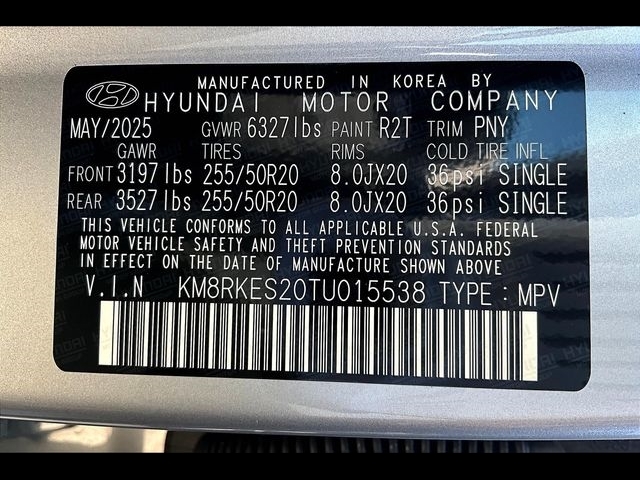 MANUFACTURED IN KOREA BY
HYUNDAI MOTOR COMPANY
MAY/2025 GVWR 6327lbs PAINT R2T TRIM PNY
GAWR TIRES RIMS COLD TIRE INFL
FRONT 3197lbs 255/50R20 8.0JX20 36psi SINGLE
REAR 3527lbs 255/50R20 8.0JX20 36psi SINGLE
THIS VEHICLE CONFORMS TO ALL APPLICABLE U.S.A. FEDERAL
MOTOR VEHICLE SAFETY AND THEFT PREVENTION STANDARDS
IN EFFECT ON THE DATE OF MANUFACTURE SHOWN ABOVE
V.I.N KM8RKES20TU015538 TYPE : MPV